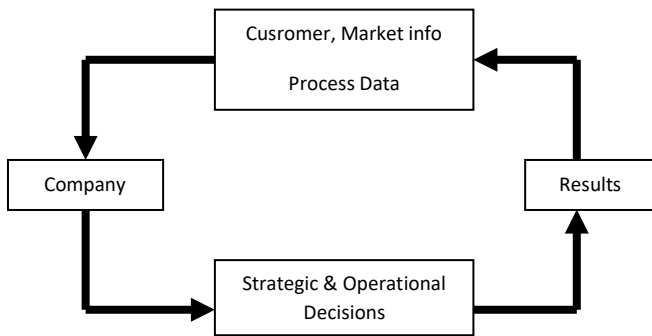 Cusromer, Market info
Process Data
Company
Results
Strategic & Operational
Decisions